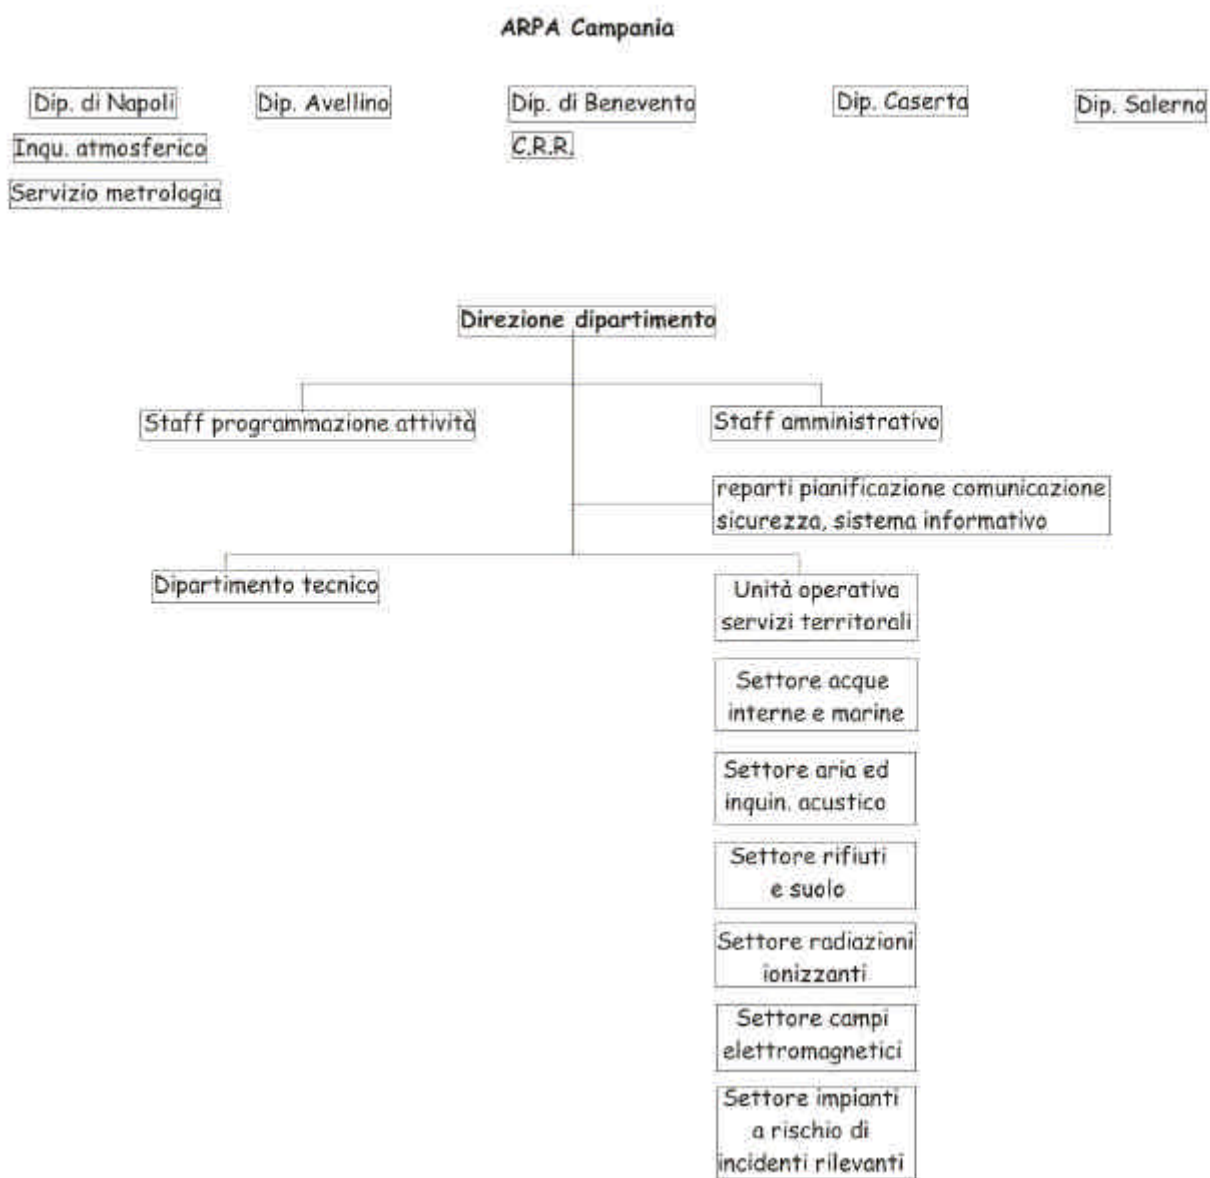 ARPA Campania
Dip. di Napoli
Dip. Avellino
Dip. di Benevento
Dip. Caserta
Dip. Salerno
Inqu. atmosferico
C.R.R.
Servizio metrologia
Direzione dipartimento
Staff programmazione attività
Staff amministrativo
reparti pianificazione comunicazione
sicurezza, sistema informativo
Dipartimento tecnico
Unità operativa
servizi territorali
Settore acque
interne e marine
Settore aria ed
inquin. acustico
Settore rifiuti
e suolo
Settore radiazioni
ionizzanti
Settore campi
elettromagnetici
Settore impianti
a rischio di
incidenti rilevanti